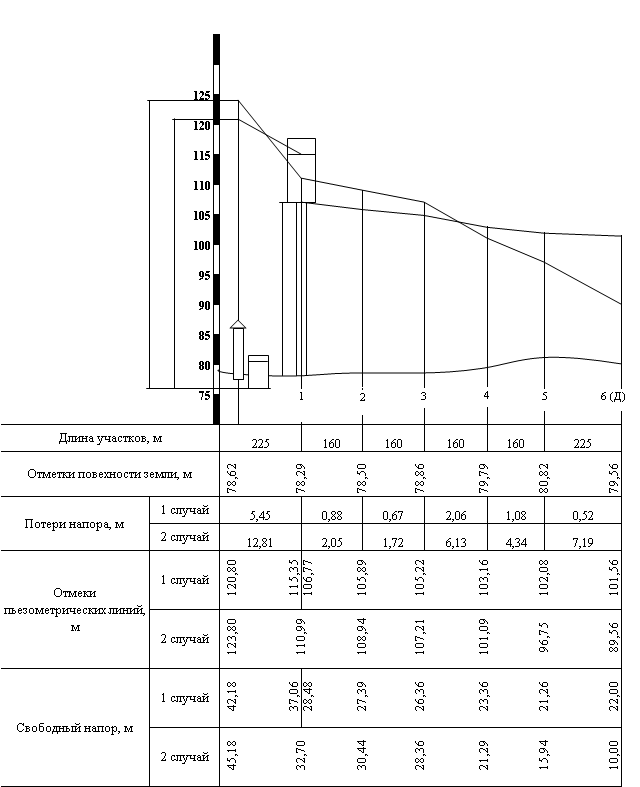 125
120
115
110
105
100
95
90
85
80
75
1 2 3 4 5 6 (Д)
Длина участков, м 225 160 160 160 160 225
Отметки повехности земли, м 78,62 78,29 78,50 78,86 79,79 80,82 79,56
Потери напора, м
1 случай 5,45 0,88 0,67 2,06 1,08 0,52
2 случай 12,81 2,05 1,72 6,13 4,34 7,19
Отмеки
пьезометрических линий,
м
1 случай 120,80 115,35 106,77 105,89 105,22 103,16 102,08 101,56
2 случай 123,80 110,99 108,94 107,21 101,09 96,75 89,56
Свободный напор, м
1 случай 42,18 37,06 28,48 27,39 26,36 23,36 21,26 22,00
2 случай 45,18 32,70 30,44 28,36 21,29 15,94 10,00